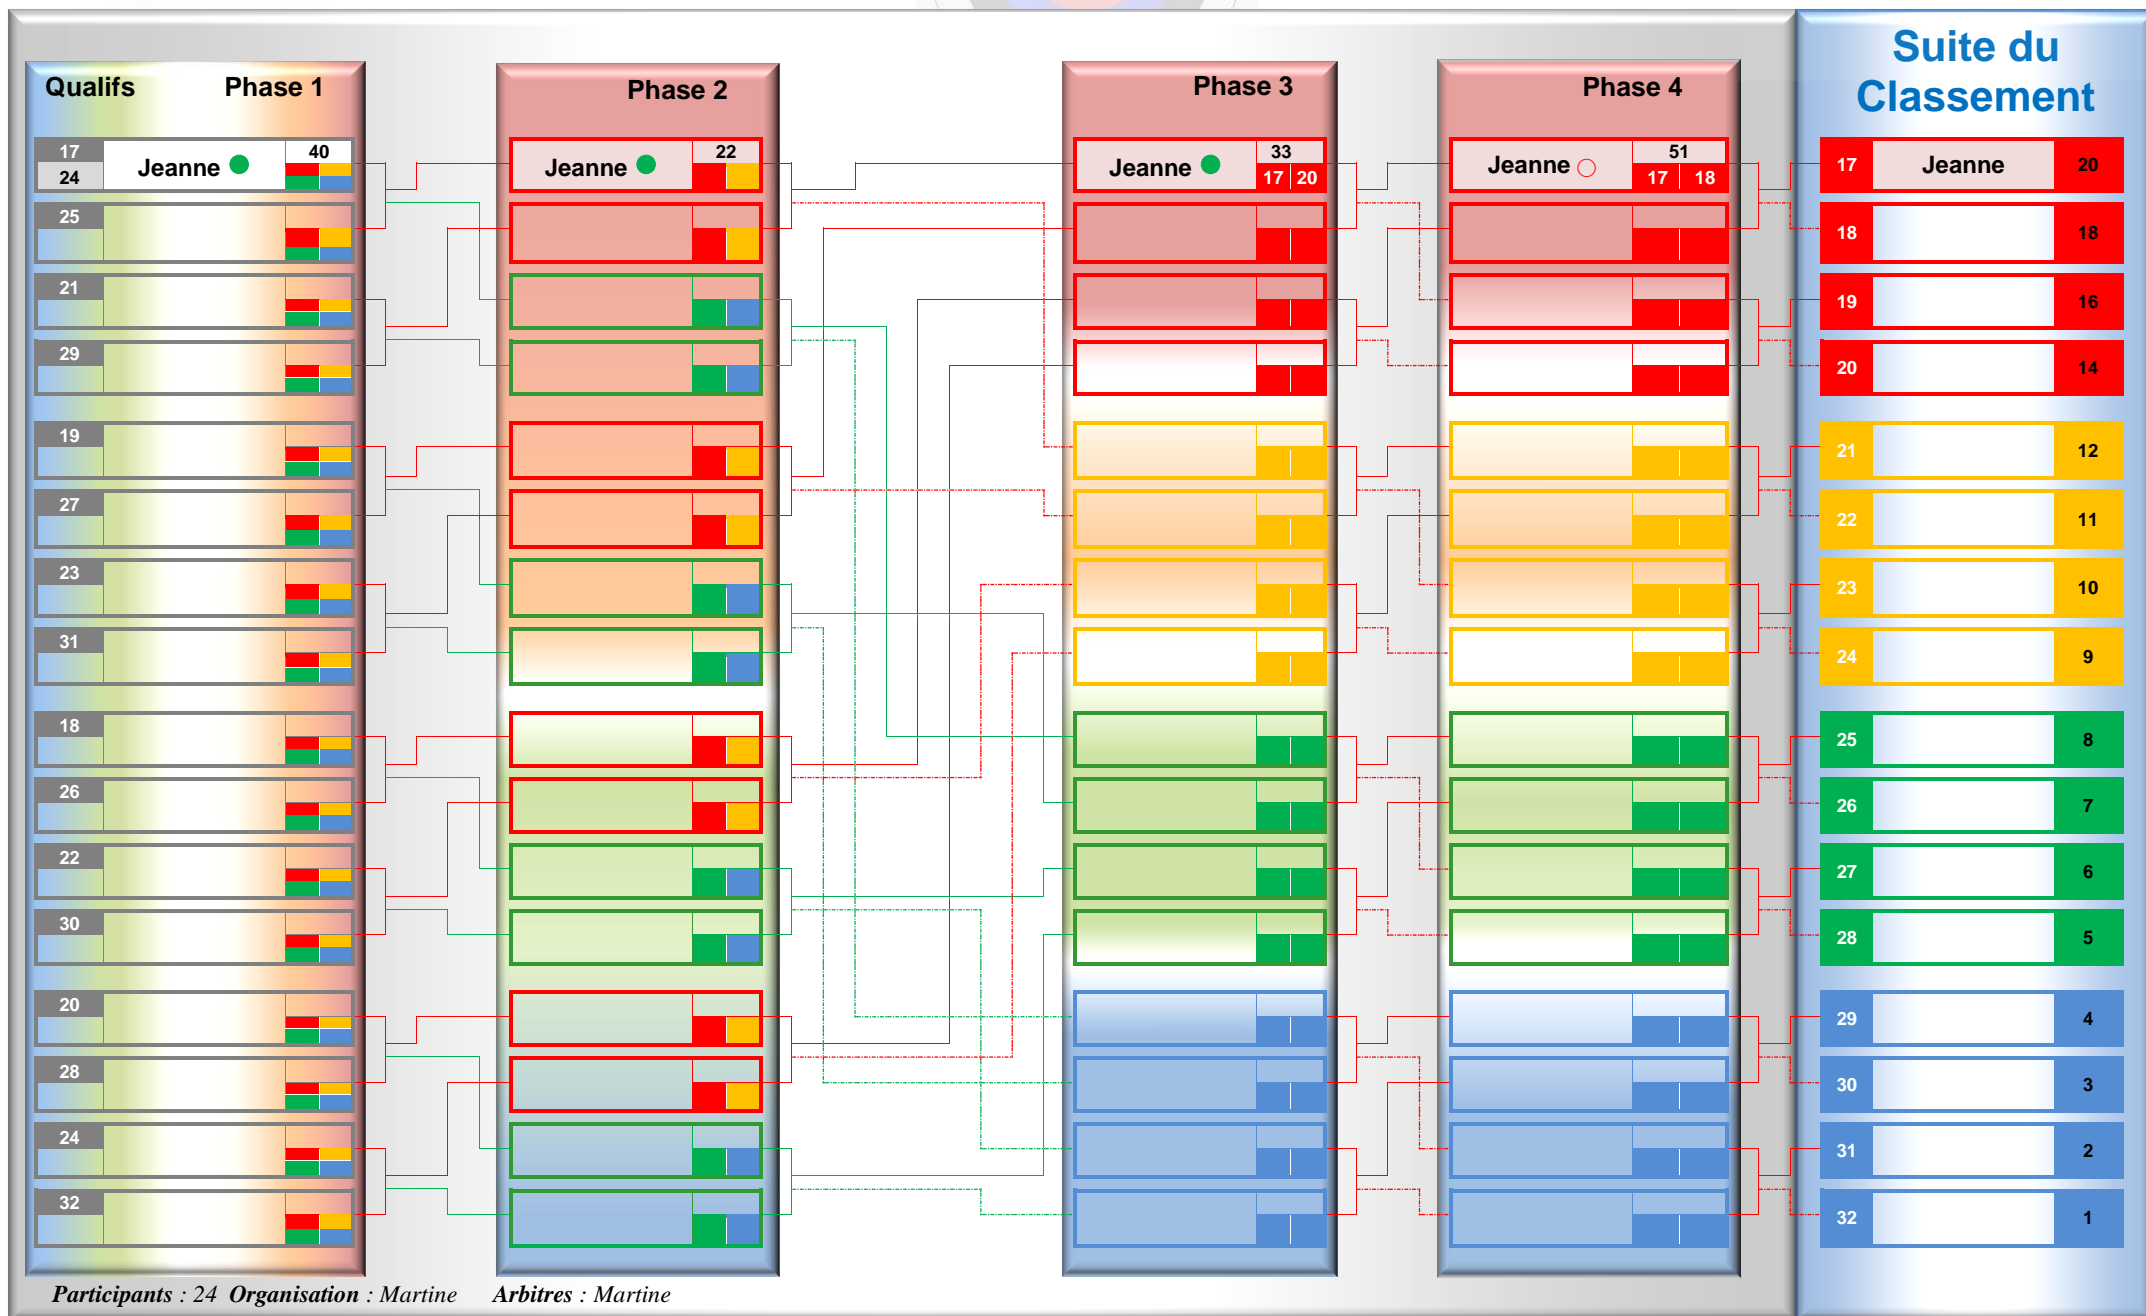 Suite du
Classement
Qualifs Phase 1
Phase 2
Phase 3
Phase 4
17 Jeanne 40
24
Jeanne 22
Jeanne 33
17 20
Jeanne 51
17 18
17 Jeanne 20
25
18 18
21
19 16
29
20 14
19
21 12
27
22 11
23
23 10
31
24 9
18
25 8
26
26 7
22
27 6
30
28 5
20
29 4
28
30 3
24
31 2
32
32 1
Participants : 24 Organisation : Martine Arbitres : Martine